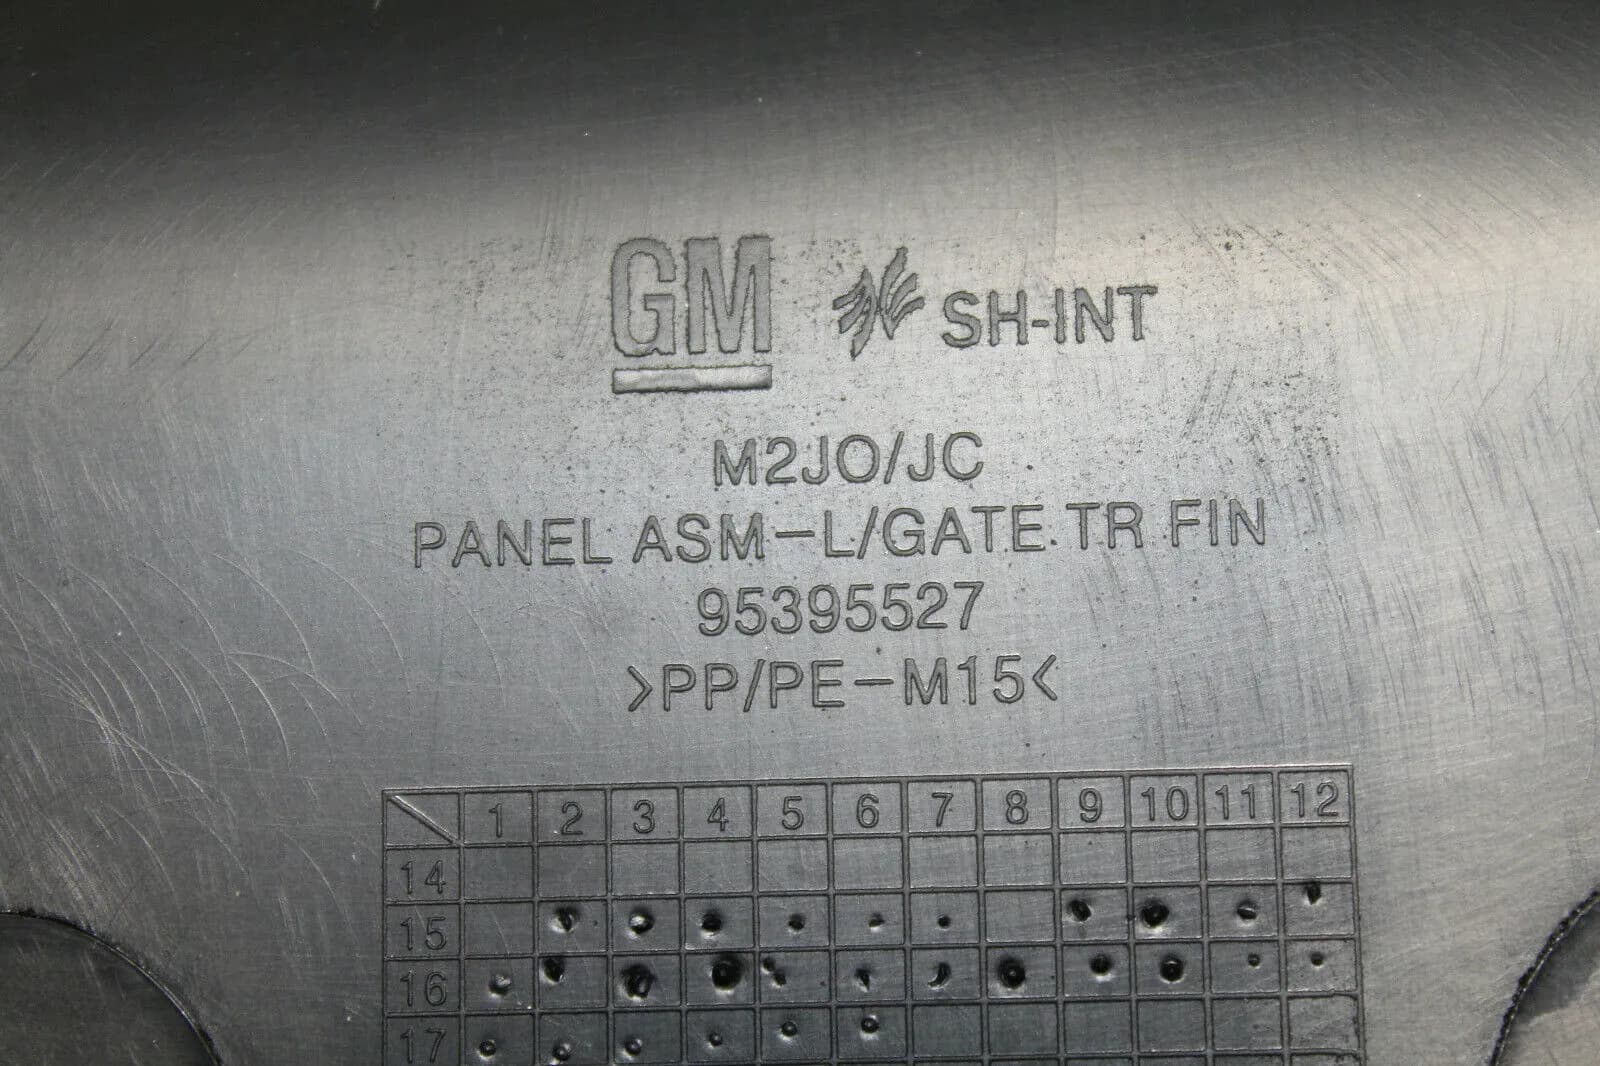 GM SH-INT
M2JO/JC
PANEL ASM-L/GATE TR FIN
95395527
>PP/PE-M15<
1 2 3 4 5 6 7 8 9 10 11 12
14
15
16
17